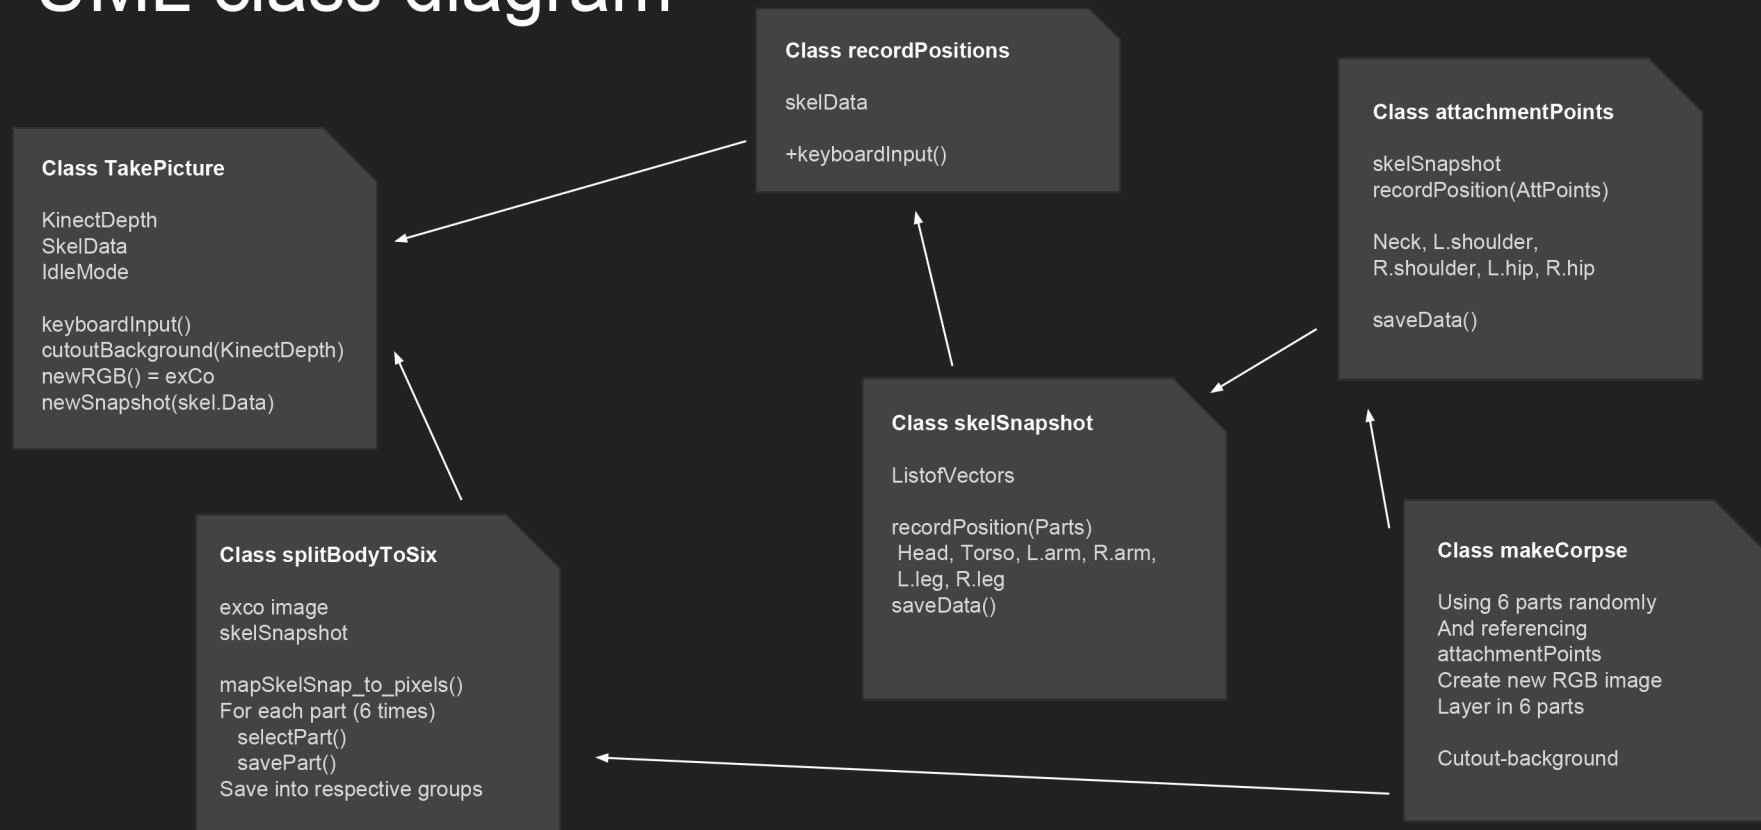 UML class diagram
Class recordPositions
skelData
+keyboardInput()
Class attachmentPoints
skelSnapshot
recordPosition(AttPoints)
Neck, L.shoulder,
R.shoulder, L.hip, R.hip
saveData()
Class TakePicture
KinectDepth
SkelData
IdleMode
keyboardInput()
cutoutBackground(KinectDepth)
newRGB() = exCo
newSnapshot(skel.Data)
Class skelSnapshot
ListofVectors
recordPosition(Parts)
Head, Torso, L.arm, R.arm,
L.leg, R.leg
saveData()
Class splitBodyToSix
exco image
skelSnapshot
mapSkelSnap_to_pixels()
For each part (6 times)
selectPart()
savePart()
Save into respective groups
Class makeCorpse
Using 6 parts randomly
And referencing
attachmentPoints
Create new RGB image
Layer in 6 parts
Cutout-background